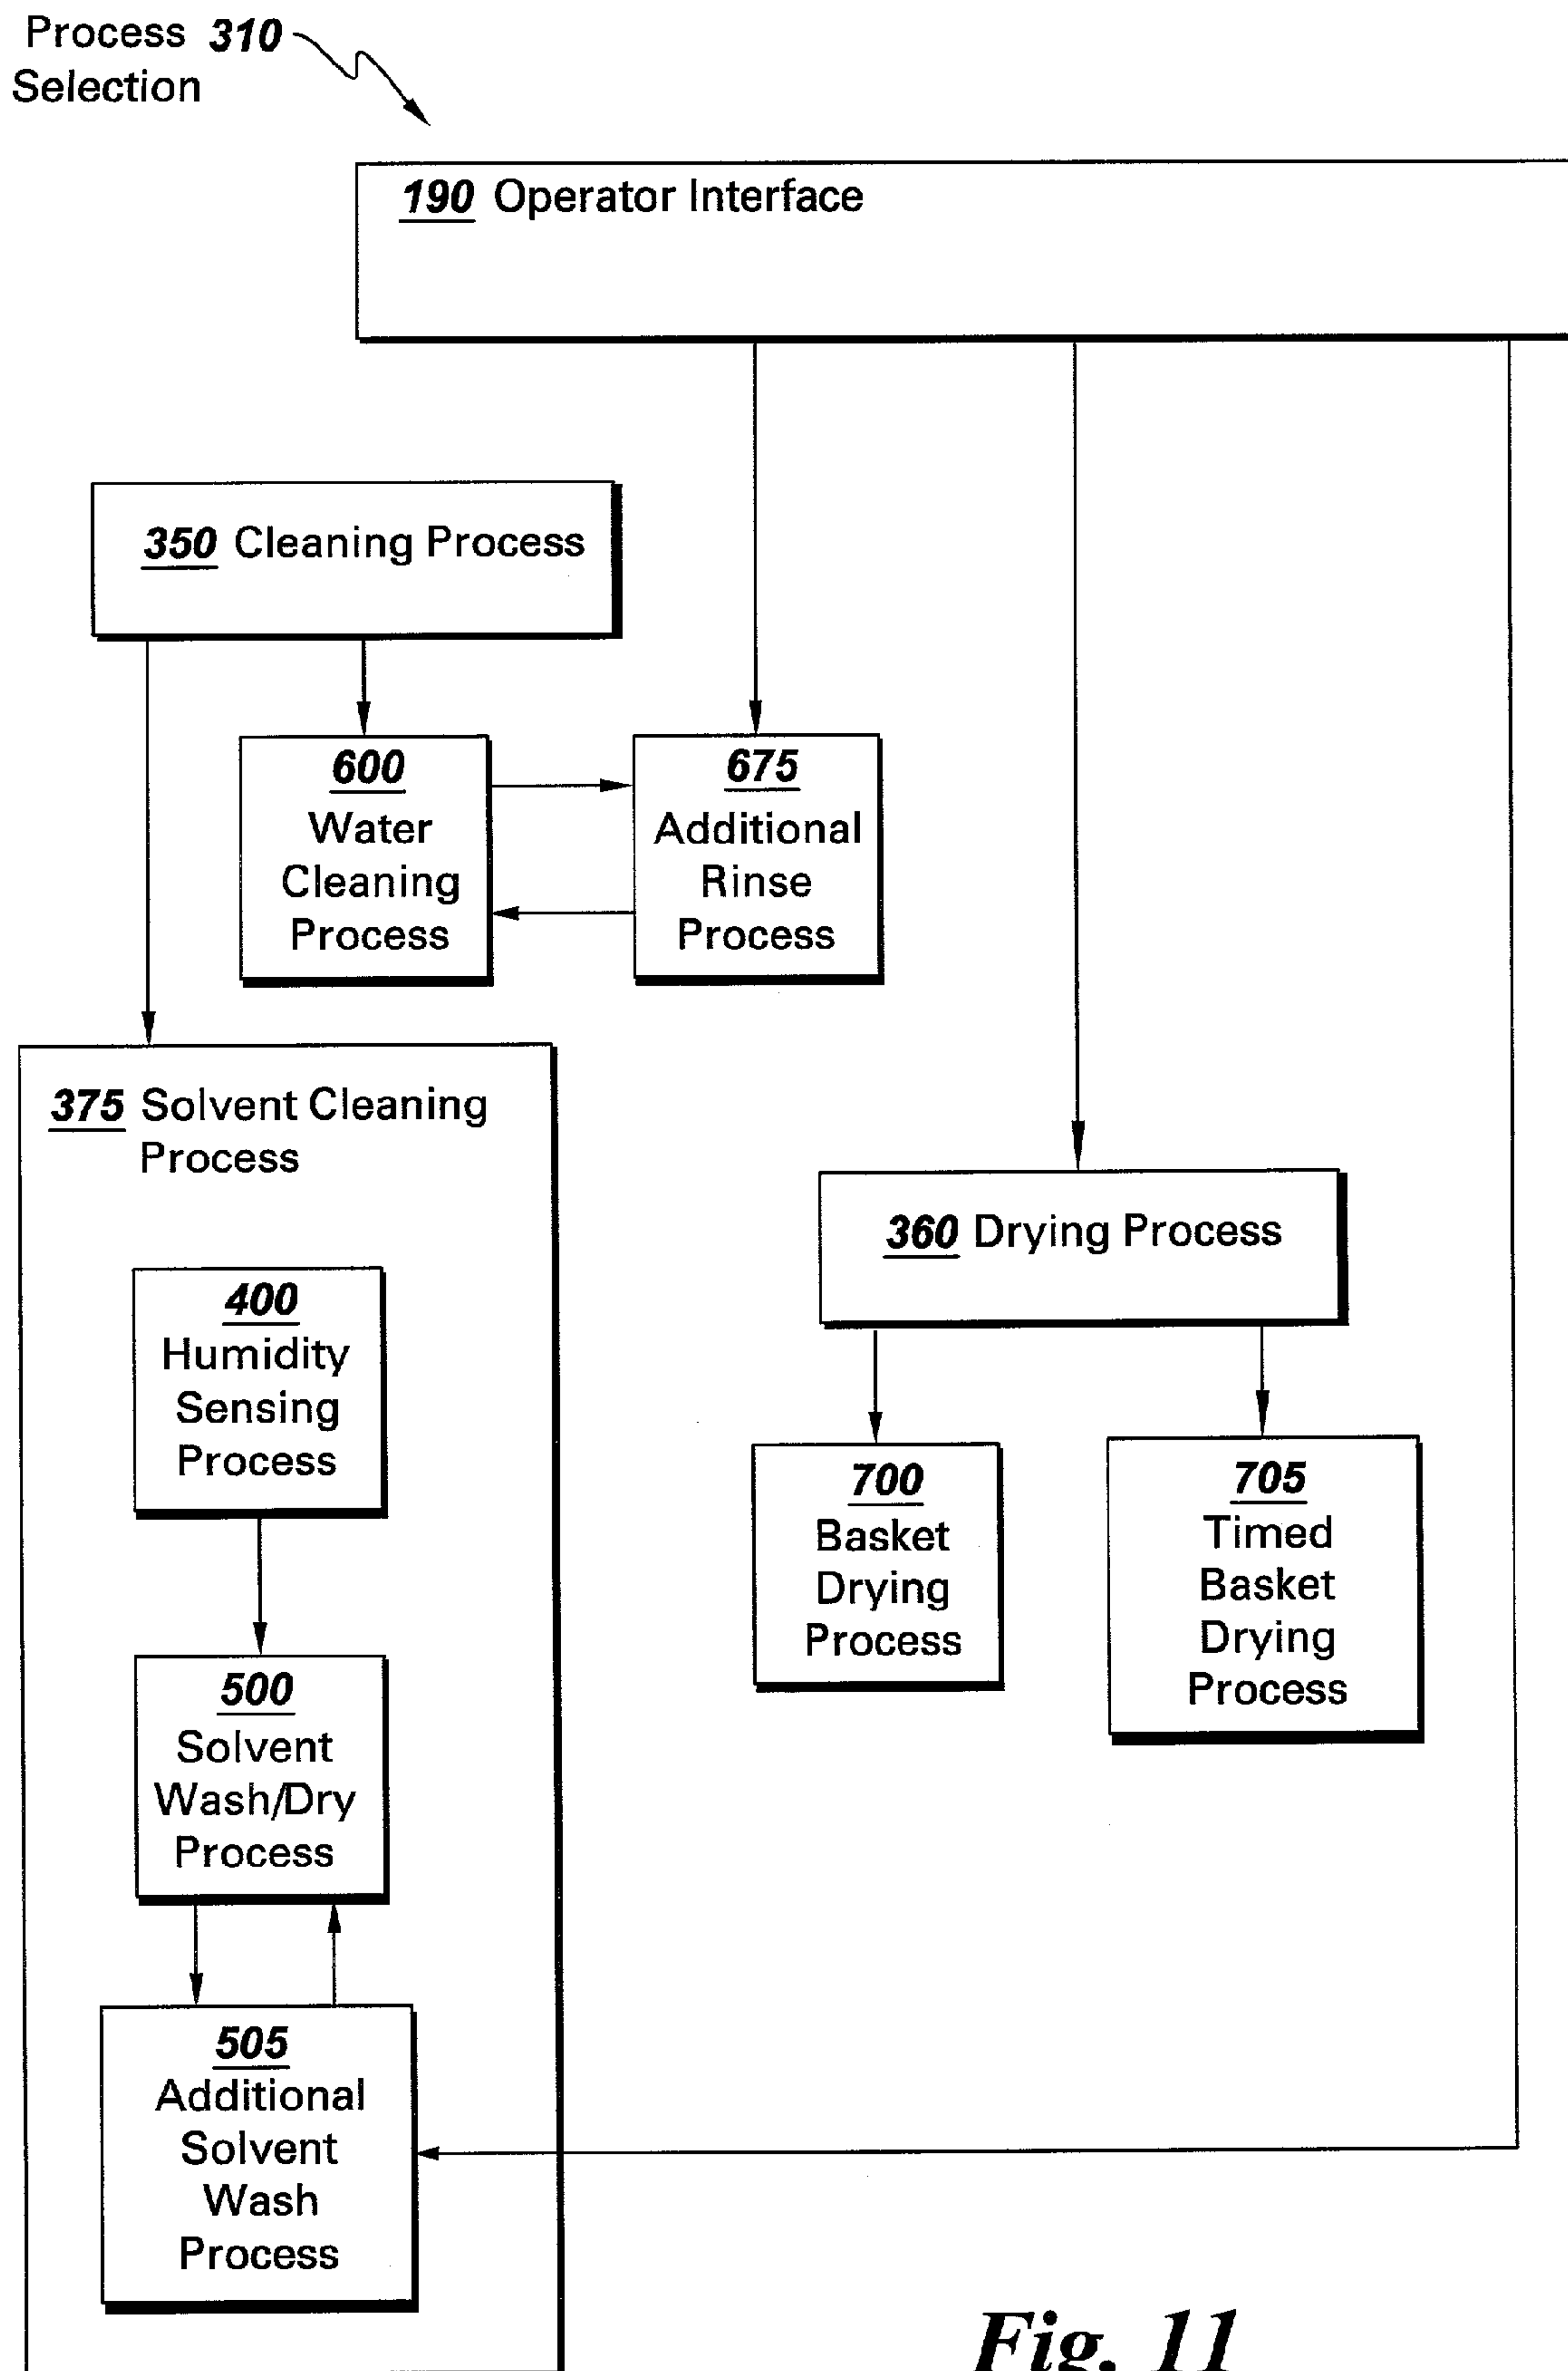 Process 310
Selection
190 Operator Interface
350 Cleaning Process
600
Water
Cleaning
Process
675
Additional
Rinse
Process
375 Solvent Cleaning
Process
360 Drying Process
400
Humidity
Sensing
Process
700
Basket
Drying
Process
705
Timed
Basket
Drying
Process
500
Solvent
Wash/Dry
Process
505
Additional
Solvent
Wash
Process
Fig. 11